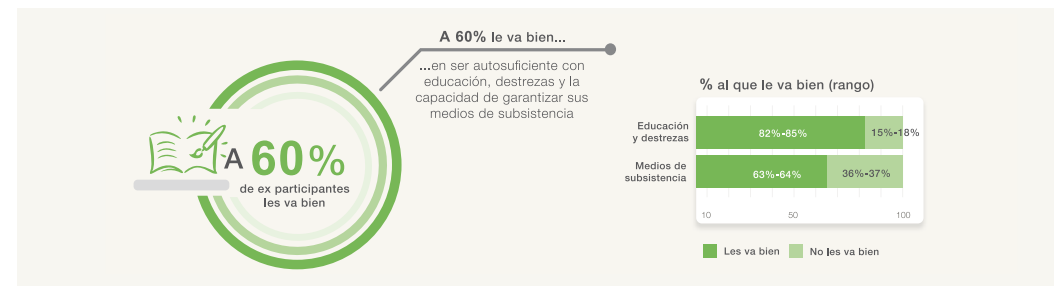 A 60% le va bien...
...en ser autosuficiente con
educación, destrezas y la
capacidad de garantizar sus
medios de subsistencia
A 60%
de ex participantes
les va bien
% al que le va bien (rango)
Educación
y destrezas
82%-85%
15%-18%
Medios de
subsistencia
63%-64%
36%-37%
10
50
100
Les va bien
No les va bien